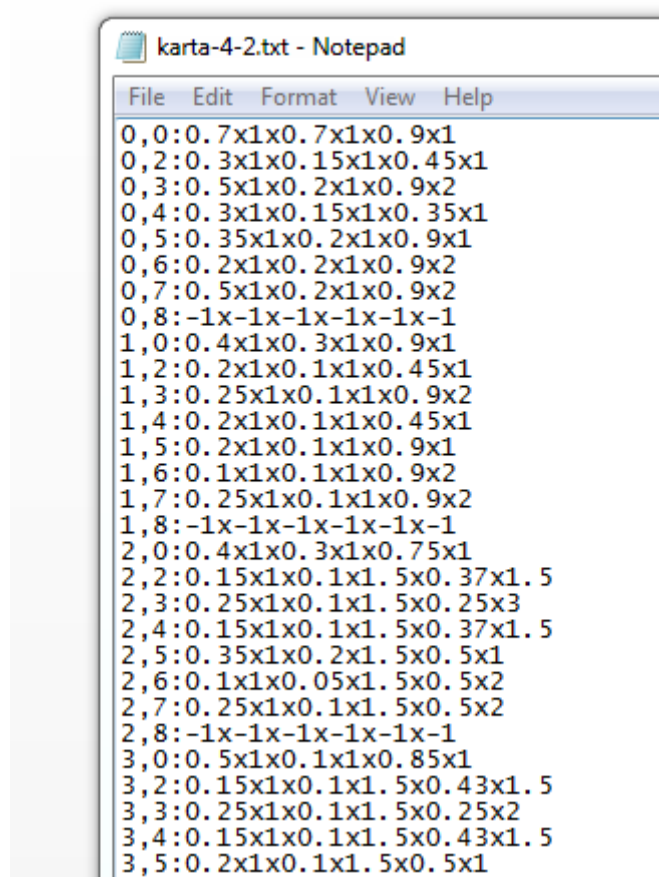 karta-4-2.txt - Notepad
File Edit Format View Help
0,0:0.7x1x0.7x1x0.9x1
0,2:0.3x1x0.15x1x0.45x1
0,3:0.5x1x0.2x1x0.9x2
0,4:0.3x1x0.15x1x0.35x1
0,5:0.35x1x0.2x1x0.9x1
0,6:0.2x1x0.2x1x0.9x2
0,7:0.5x1x0.2x1x0.9x2
0,8:-1x-1x-1x-1x-1x-1
1,0:0.4x1x0.3x1x0.9x1
1,2:0.2x1x0.1x1x0.45x1
1,3:0.25x1x0.1x1x0.9x2
1,4:0.2x1x0.1x1x0.45x1
1,5:0.2x1x0.1x1x0.9x1
1,6:0.1x1x0.1x1x0.9x2
1,7:0.25x1x0.1x1x0.9x2
1,8:-1x-1x-1x-1x-1x-1
2,0:0.4x1x0.3x1x0.75x1
2,2:0.15x1x0.1x1.5x0.37x1.5
2,3:0.25x1x0.1x1.5x0.25x3
2,4:0.15x1x0.1x1.5x0.37x1.5
2,5:0.35x1x0.2x1.5x0.5x1
2,6:0.1x1x0.05x1.5x0.5x2
2,7:0.25x1x0.1x1.5x0.5x2
2,8:-1x-1x-1x-1x-1x-1
3,0:0.5x1x0.1x1x0.85x1
3,2:0.15x1x0.1x1.5x0.43x1.5
3,3:0.25x1x0.1x1.5x0.25x2
3,4:0.15x1x0.1x1.5x0.43x1.5
3,5:0.2x1x0.1x1.5x0.5x1